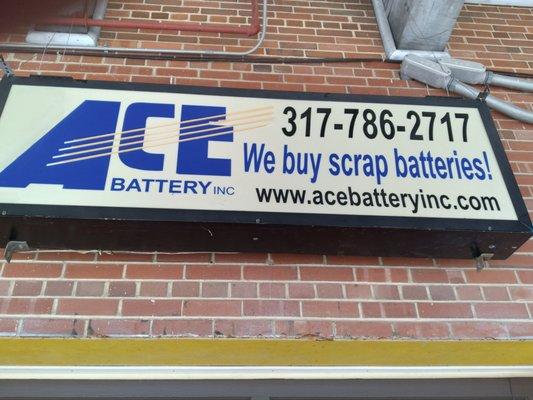 ACE
BATTERY INC
317-786-2717
We buy scrap batteries!
www.acebatteryinc.com